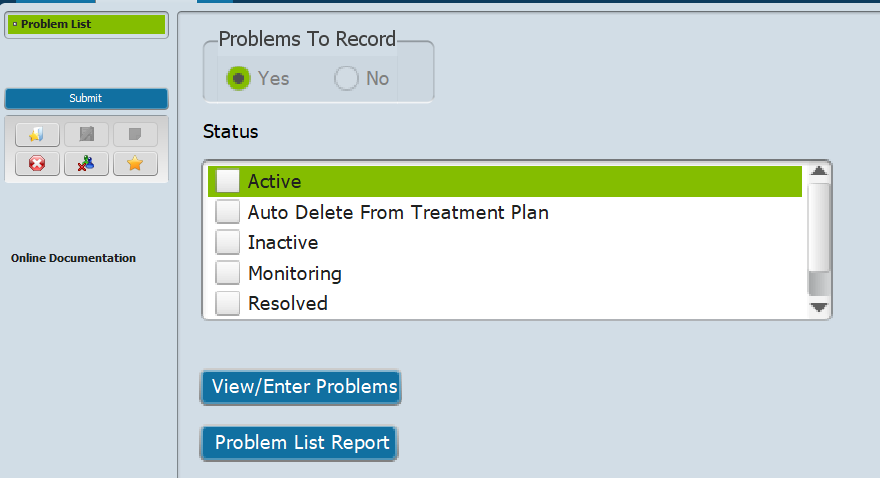 Problem List
Submit
Online Documentation
Problems To Record
Yes No
Status
Active
Auto Delete From Treatment Plan
Inactive
Monitoring
Resolved
View/Enter Problems
Problem List Report